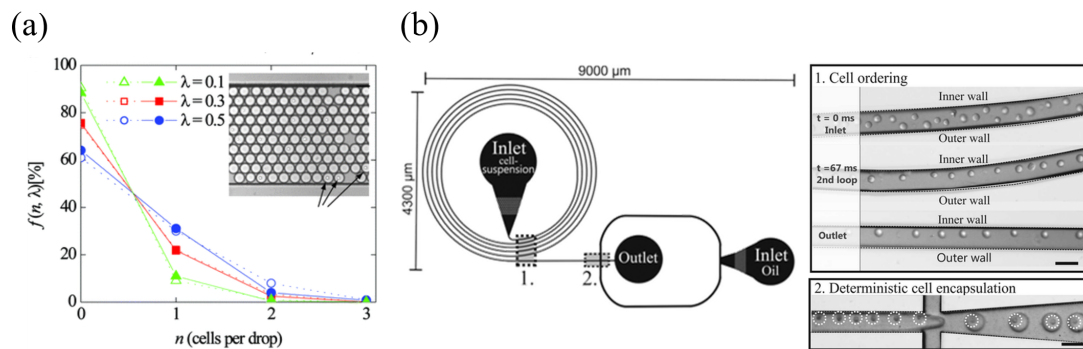 (a)
100
80
60
40
20
0
f(n, λ)[%]
λ = 0.1
λ = 0.3
λ = 0.5
0 1 2 3
n (cells per drop)
(b)
9000 μm
4300 μm
Inlet
cell-
suspension
1.
2.
Outlet
Inlet
Oil
1. Cell ordering
t = 0 ms
Inlet
Inner wall
Outer wall
t =67 ms
2nd loop
Inner wall
Outer wall
Outlet
Inner wall
Outer wall
2. Deterministic cell encapsulation